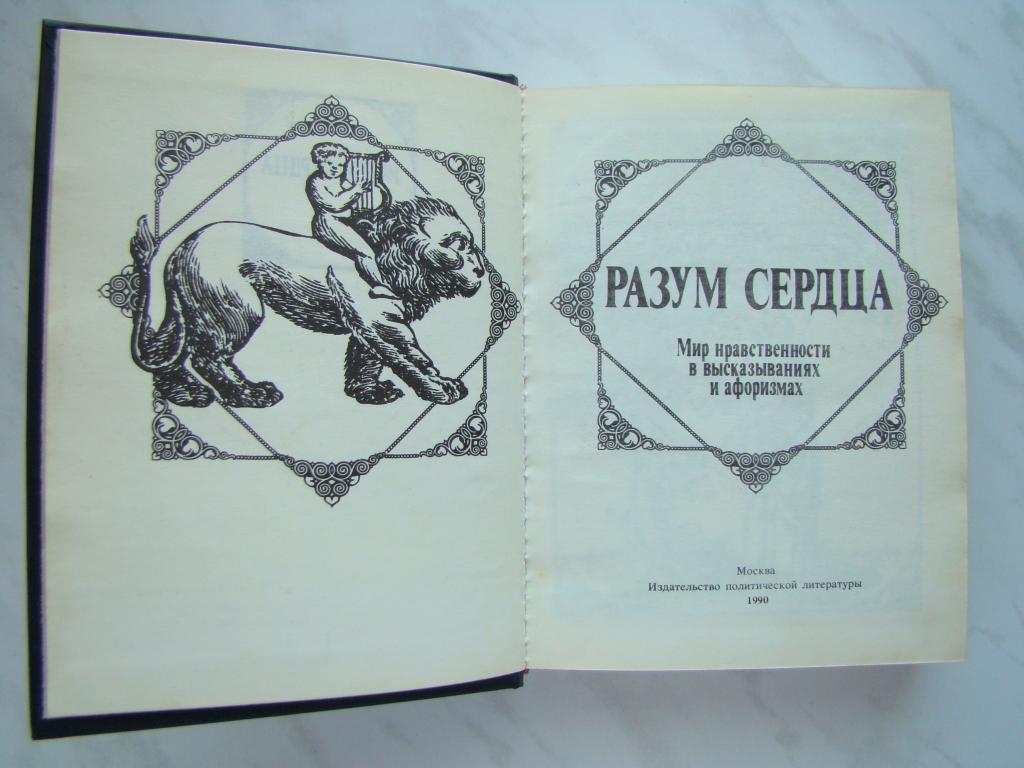 РАЗУМ СЕРДЦА
Мир нравственности
в высказываниях
и афоризмах
Москва
Издательство политической литературы
1990